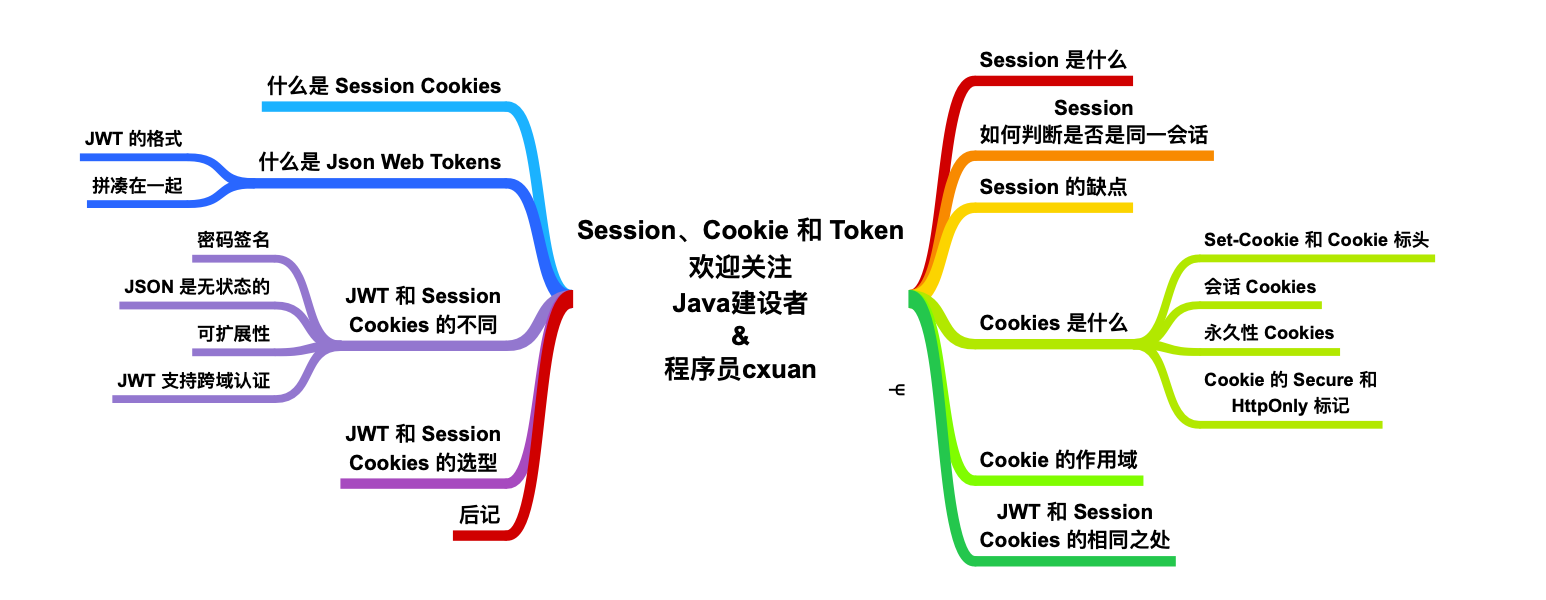 Session、Cookie 和 Token
欢迎关注
Java建设者
&
程序员cxuan
Session 是什么
Session
如何判断是否是同一会话
Session 的缺点
Cookies 是什么
Set-Cookie 和 Cookie 标头
会话 Cookies
永久性 Cookies
Cookie 的 Secure 和
HttpOnly 标记
Cookie 的作用域
JWT 和 Session
Cookies 的相同之处
什么是 Session Cookies
什么是 Json Web Tokens
JWT 的格式
拼凑在一起
JWT 和 Session
Cookies 的不同
密码签名
JSON 是无状态的
可扩展性
JWT 支持跨域认证
JWT 和 Session
Cookies 的选型
后记